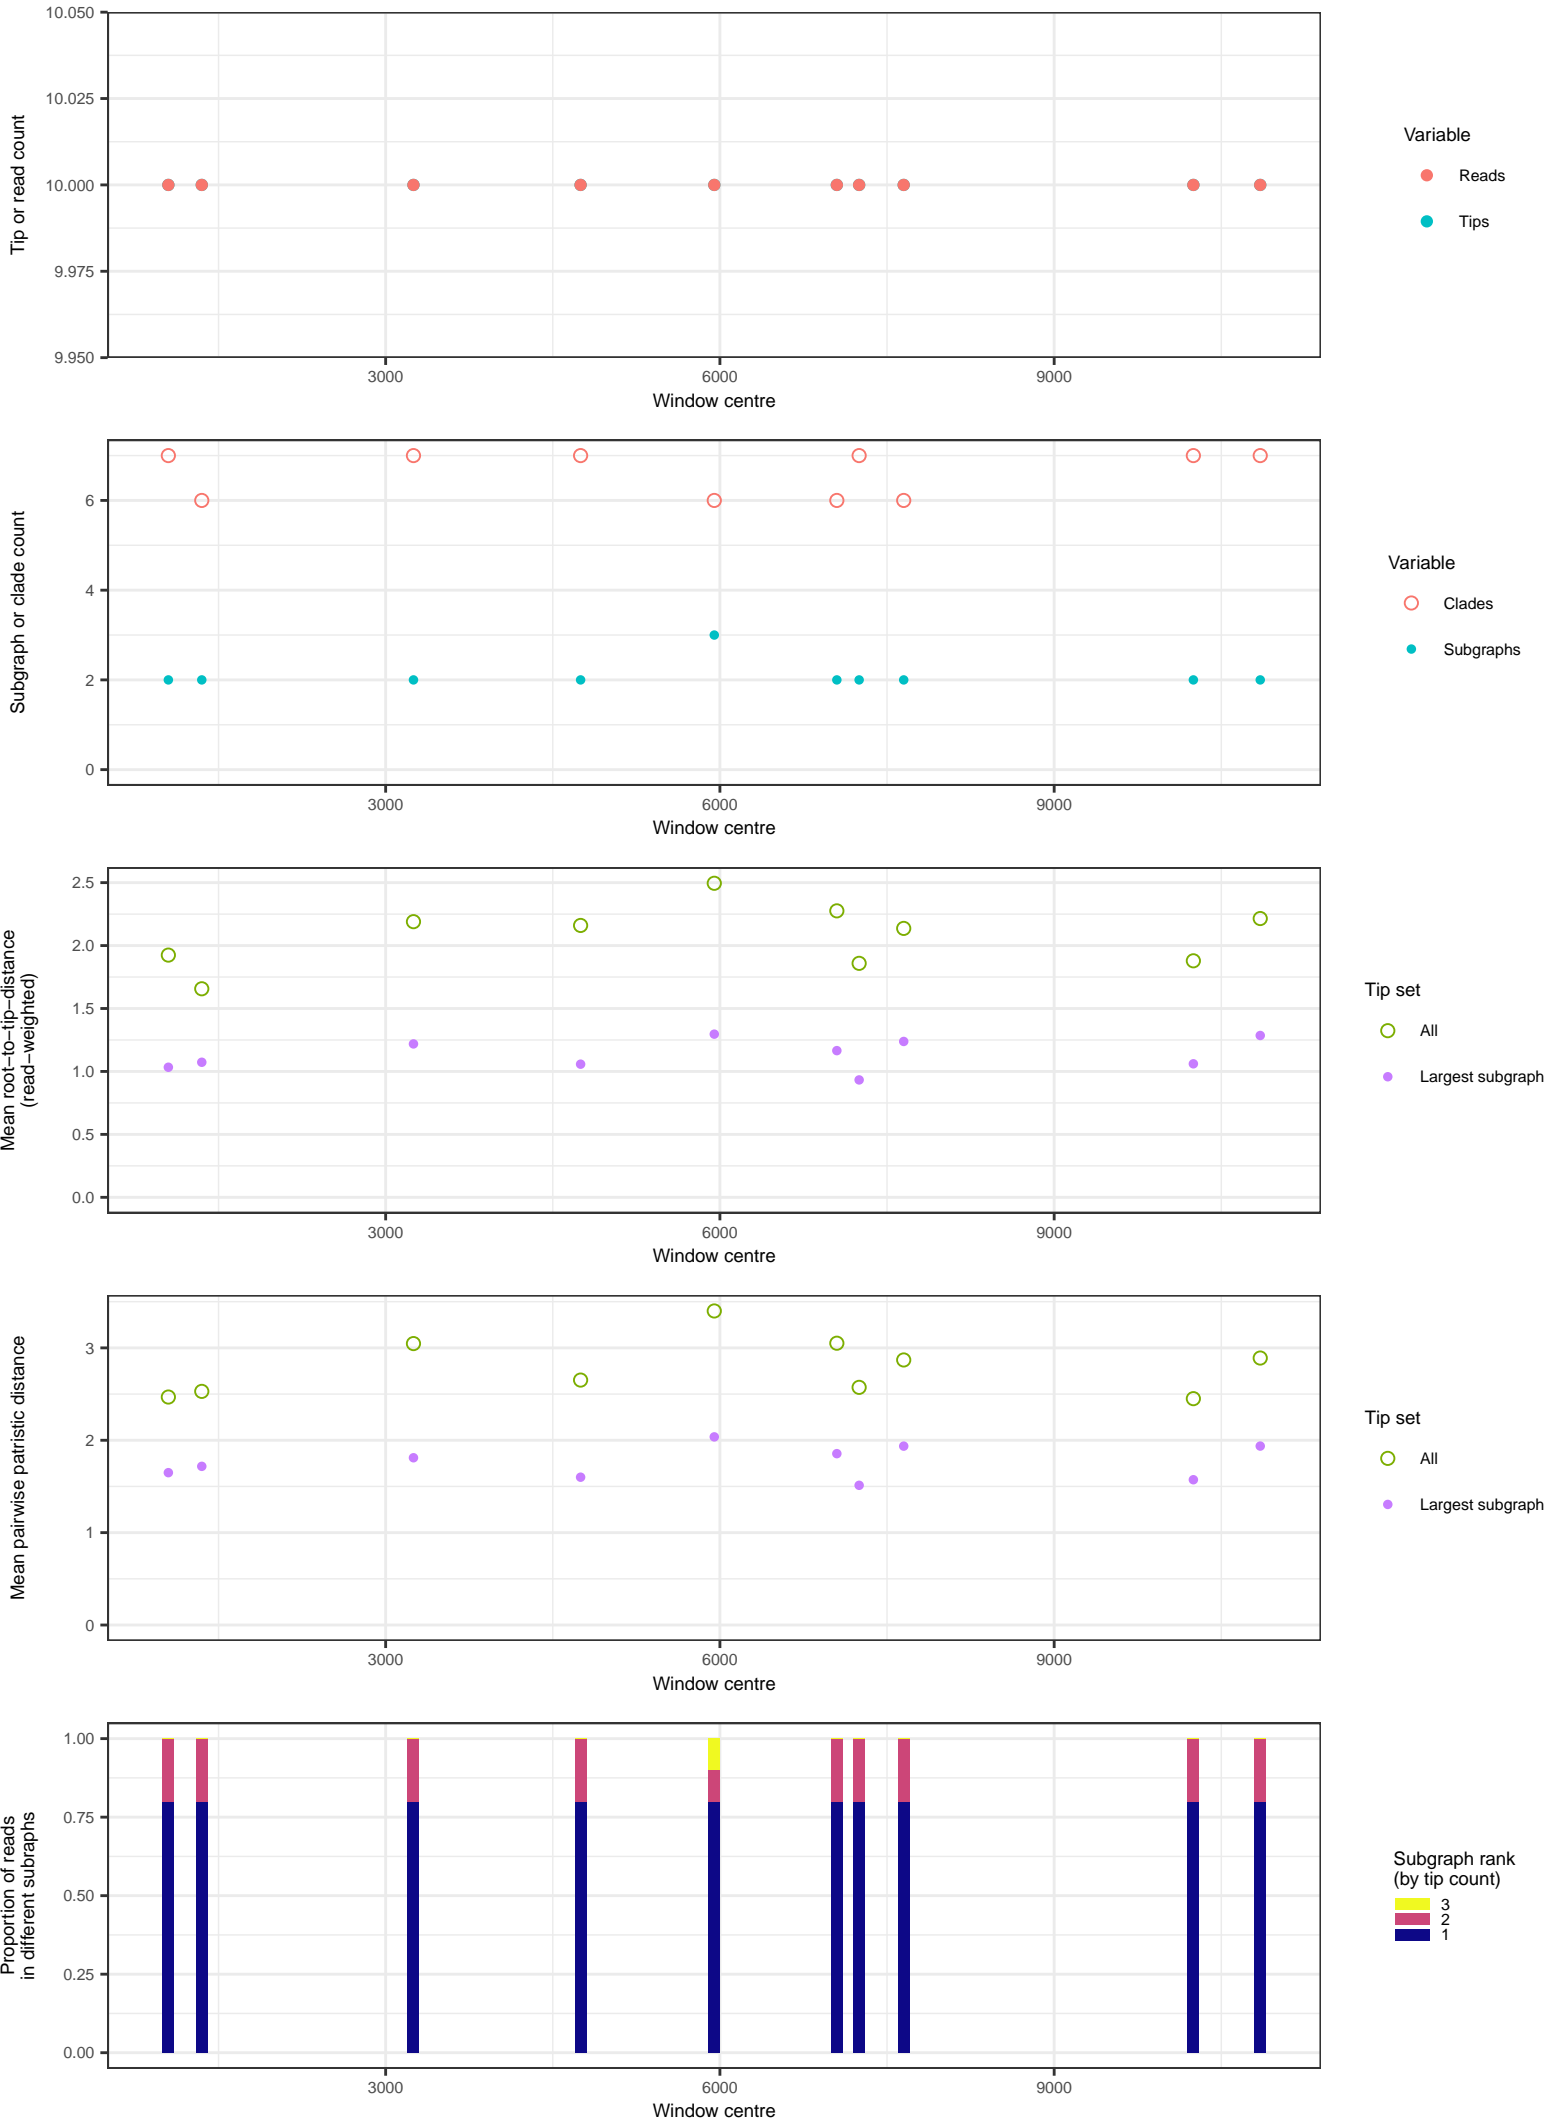 10.050
10.025
10.000
9.975
9.950
Tip or read count
3000 6000 9000
Window centre
Variable
Reads
Tips
6
4
2
0
Subgraph or clade count
3000 6000 9000
Window centre
Variable
Clades
Subgraphs
2.5
2.0
1.5
1.0
0.5
0.0
Mean root−to−tip−distance
(read−weighted)
3000 6000 9000
Window centre
Tip set
All
Largest subgraph
3
2
1
0
Mean pairwise patristic distance
3000 6000 9000
Window centre
Tip set
All
Largest subgraph
1.00
0.75
0.50
0.25
0.00
Proportion of reads
in different subraphs
3000 6000 9000
Window centre
Subgraph rank
(by tip count)
3
2
1